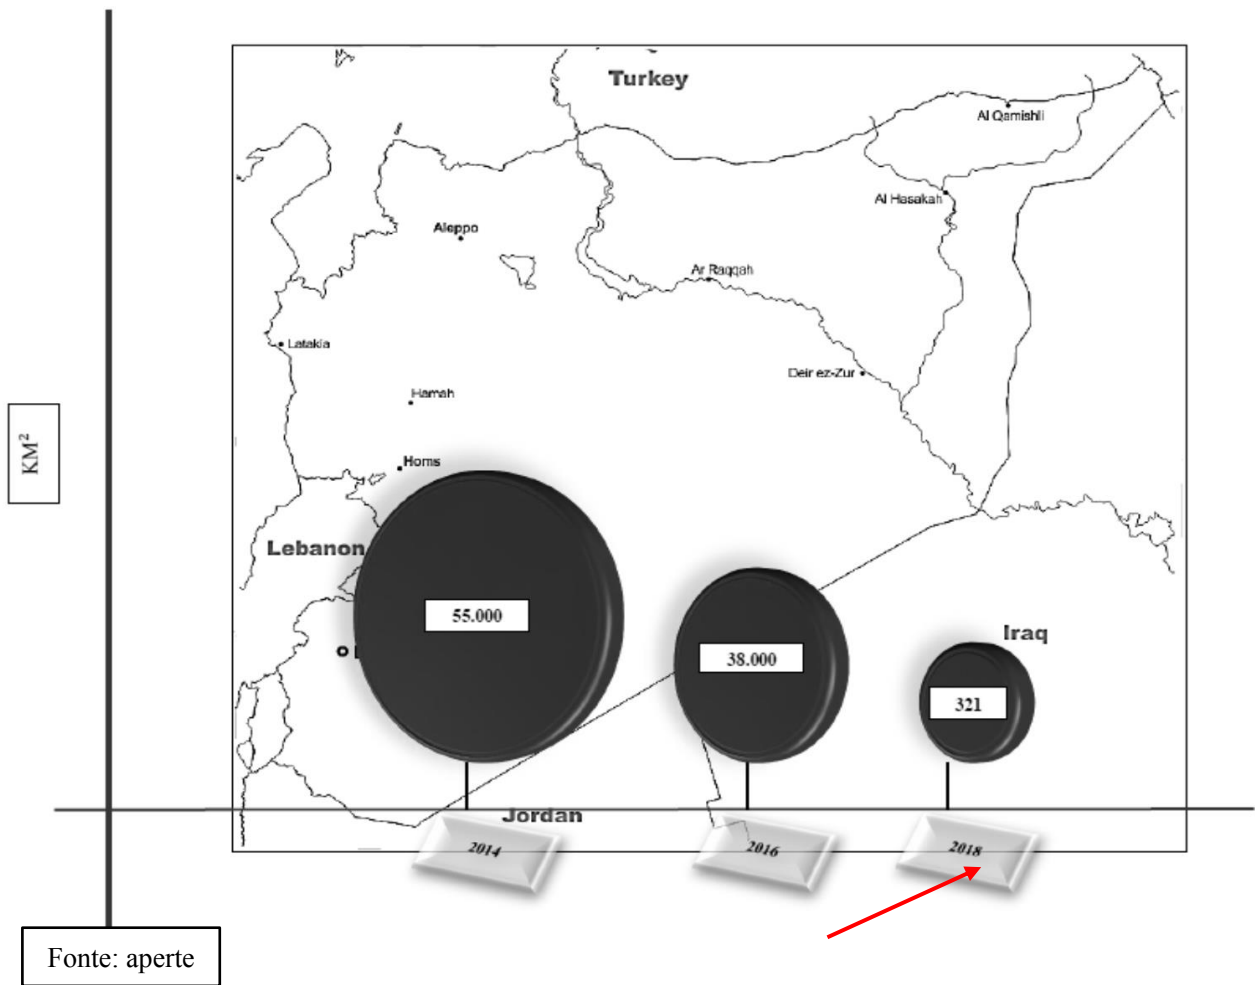 Turkey
Al Qamishli
Al Hasakah
Aleppo
Ar Raqqah
Latakia
Deir ez-Zur
Hamah
KM²
Homs
Lebanon
55.000
Iraq
38.000
321
Jordan
2014
2016
2018
Fonte: aperte